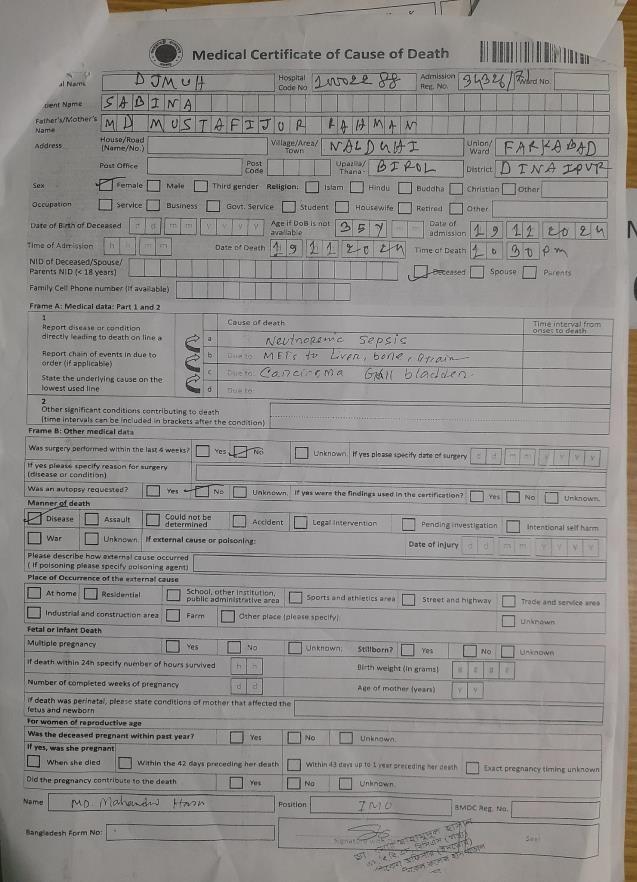 Medical Certificate of Cause of Death
al Name DJMUH Hospital Code No Admission Reg. No. Ward No.
ient Name SABINA
Father's/Mother's Name MD MUSTAFIJUR RAHMAN
Address House/Road (Name/No.) Village/Area/Town Union/Ward FARKABAD
Post Office Post Code Upazila/Thana: BIROL District DINAJPUR
Sex Female Male Third gender Religion: Islam Hindu Buddha Christian Other
Occupation Service Business Govt. Service Student Housewife Retired Other
Date of Birth of Deceased d d m m y y y y Age if DoB is not available 35Y m m Date of admission 19 11 2024
Time of Admission h h m m Date of Death 19 11 2024 Time of Death 10 30 pm
NID of Deceased/Spouse/Parents NID (< 18 years) Deceased Spouse Parents
Family Cell Phone number (if available)
Frame A: Medical data: Part 1 and 2
1 Cause of death Time interval from onset to death
Report disease or condition directly leading to death on line a
a Neutropenic Sepsis
Report chain of events in due to order (if applicable)
b Due to: METs to Liver, bone, brain
State the underlying cause on the lowest used line
c Due to: Carcinoma Gall bladder
d Due to:
2
Other significant conditions contributing to death
(time intervals can be included in brackets after the condition)
Frame B: Other medical data
Was surgery performed within the last 4 weeks? Yes No Unknown. If yes please specify date of surgery d d m m y y y y
If yes please specify reason for surgery (disease or condition)
Was an autopsy requested? Yes No Unknown. If yes were the findings used in the certification? Yes No Unknown.
Manner of death
Disease Assault Could not be determined Accident Legal Intervention Pending investigation Intentional self harm
War Unknown. If external cause or poisoning: Date of injury d d m m y y y y
Please describe how external cause occurred (If poisoning please specify poisoning agent)
Place of Occurrence of the external cause
At home Residential School, other institution, public administrative area Sports and athletics area Street and highway Trade and service area
Industrial and construction area Farm Other place (please specify): Unknown
Fetal or Infant Death
Multiple pregnancy Yes No Unknown; Stillborn? Yes No Unknown
If death within 24h specify number of hours survived h h Birth weight (in grams) g g g g
Number of completed weeks of pregnancy d d Age of mother (years) y y
If death was perinatal, please state conditions of mother that affected the fetus and newborn
For women of reproductive age
Was the deceased pregnant within past year? Yes No Unknown.
If yes, was she pregnant
When she died Within the 42 days preceding her death Within 43 days up to 1 year preceding her death Exact pregnancy timing unknown
Did the pregnancy contribute to the death Yes No Unknown.
Name MD. Position IMO BMDC Reg. No.
Bangladesh Form No: Seal